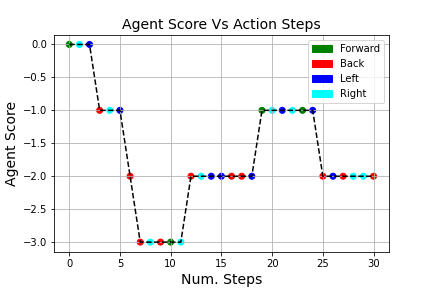 Agent Score Vs Action Steps
0.0
−0.5
−1.0
−1.5
−2.0
−2.5
−3.0
Agent Score
Forward
Back
Left
Right
0 5 10 15 20 25 30
Num. Steps